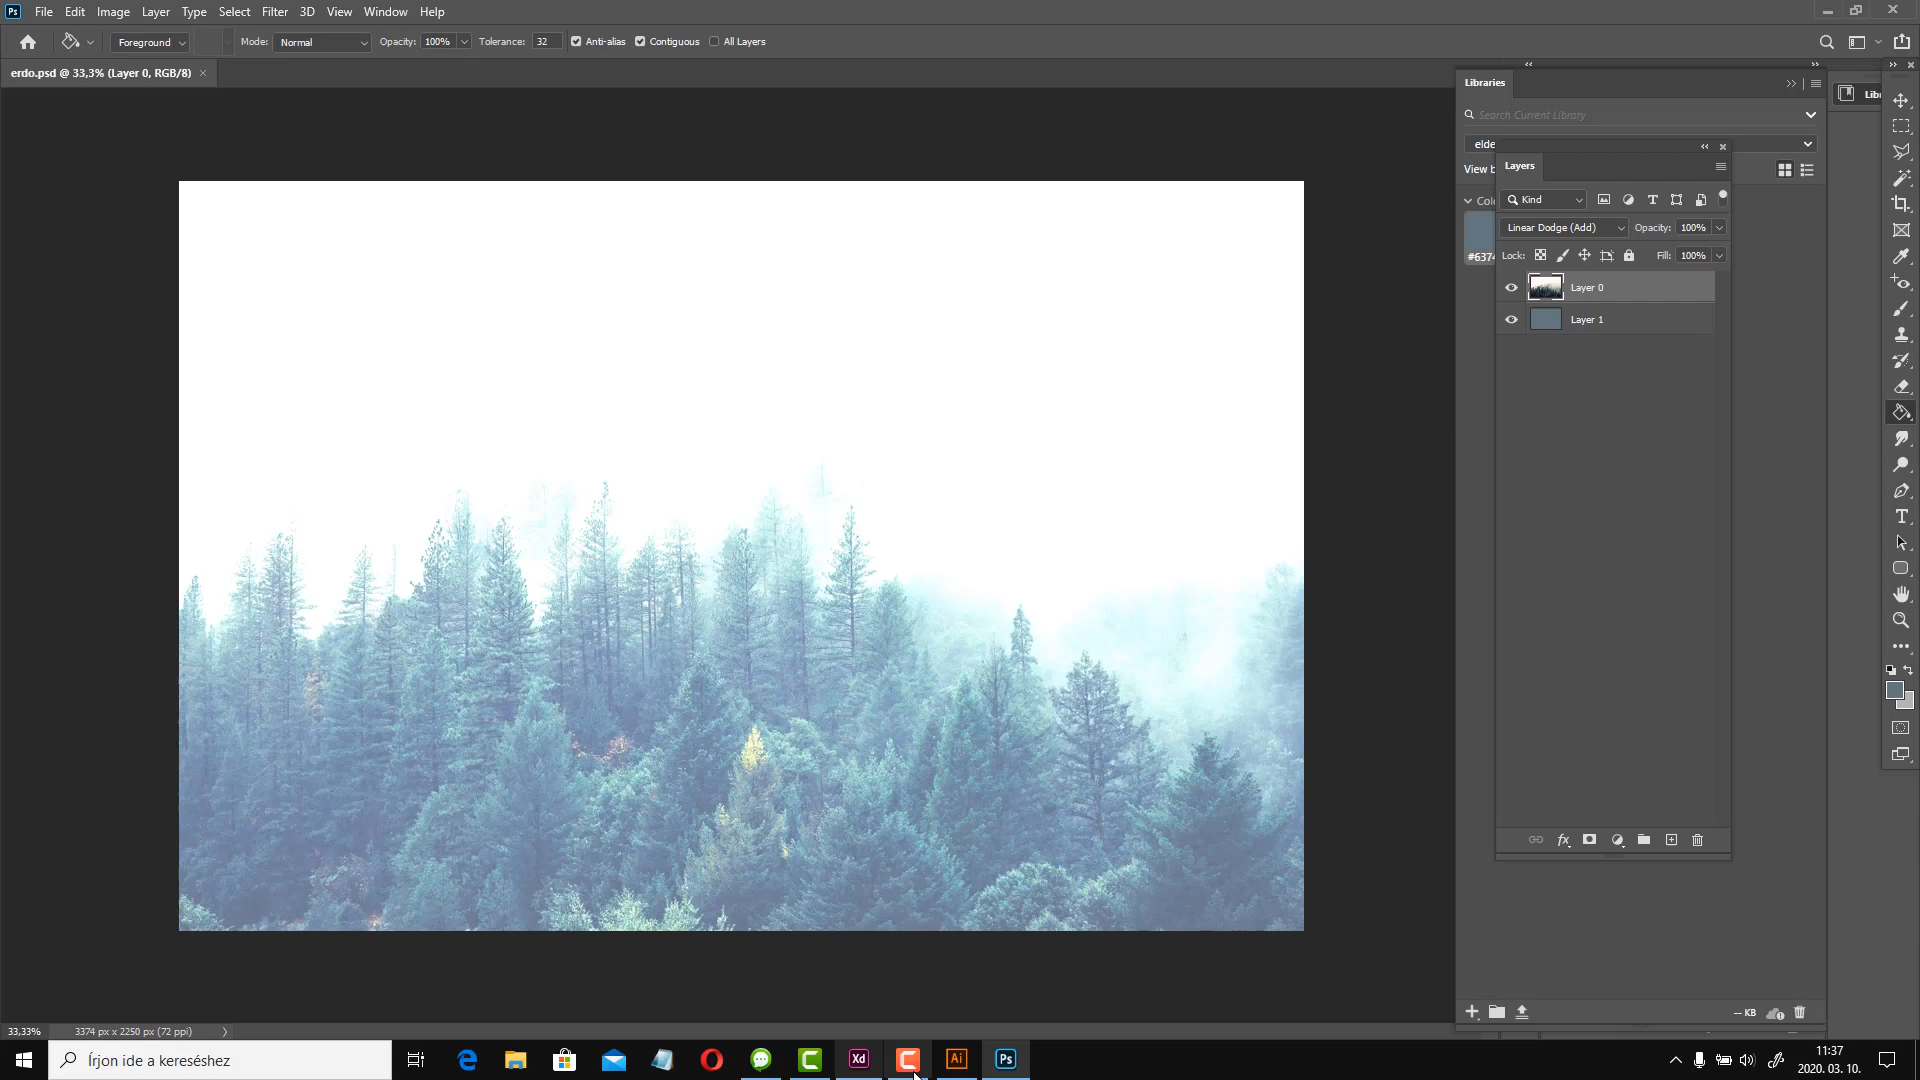 Ps File Edit Image Layer Type Select Filter 3D View Window Help
Foreground Mode: Normal Opacity: 100% Tolerance: 32 Anti-alias Contiguous All Layers
erdo.psd @ 33,3% (Layer 0, RGB/8) ×
Libraries
Libr
Search Current Library
elde
View b
Layers
Colo
Kind
Linear Dodge (Add) Opacity: 100%
#6374
Lock: Fill: 100%
Layer 0
Layer 1
fx
-- KB
33,33% 3374 px x 2250 px (72 ppi)
Írjon ide a kereséshez
Xd
Ai
Ps
11:37
2020. 03. 10.